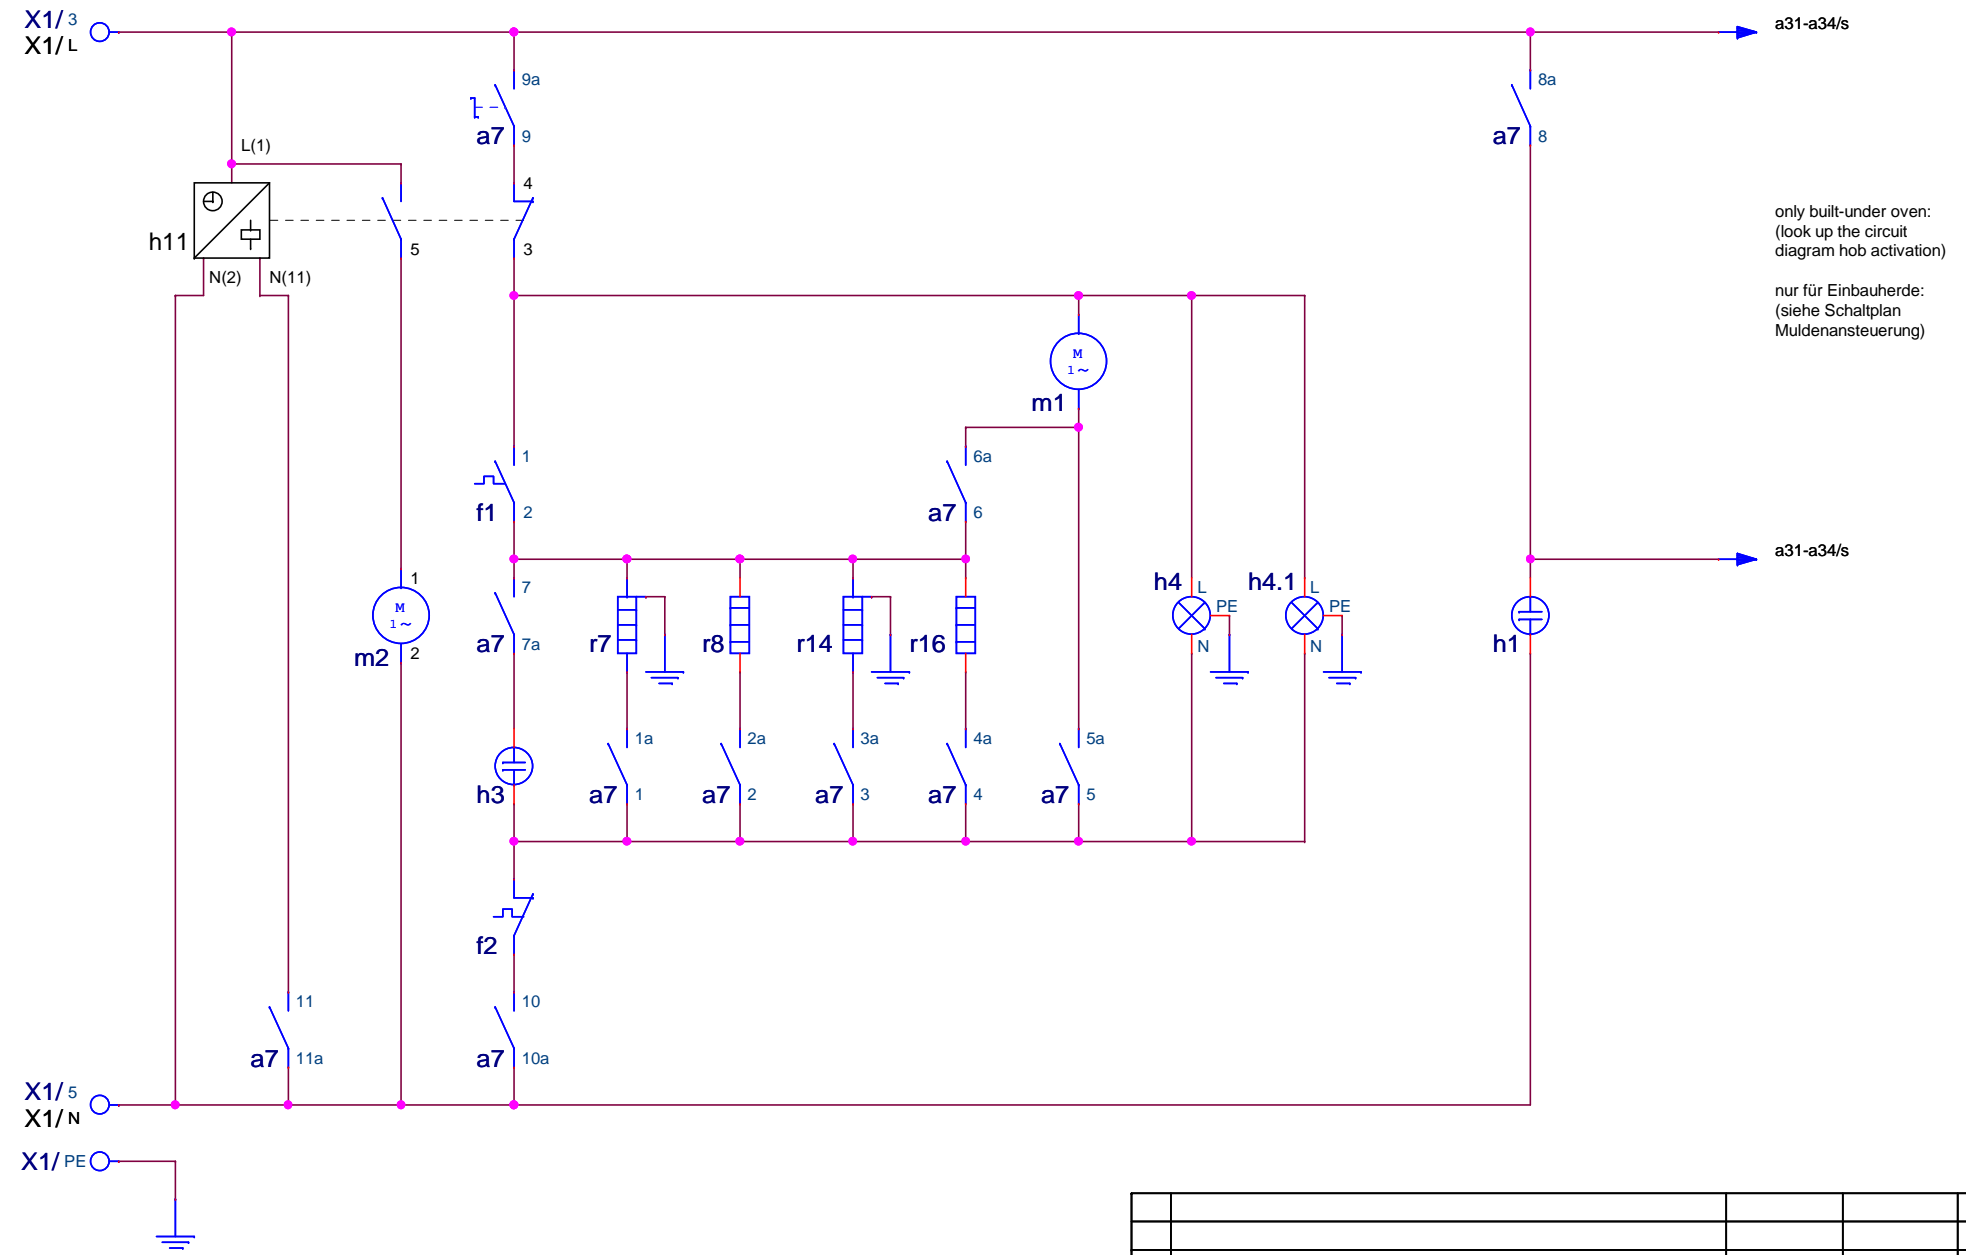 X1/ 3
X1/ L
a31-a34/s
9a
a7 9
8a
a7 8
L(1)
4
h11
5
3
N(2) N(11)
only built-under oven:
(look up the circuit
diagram hob activation)
nur für Einbauherde:
(siehe Schaltplan
Muldenansteuerung)
M
1~
m1
1
f1 2
6a
a7 6
a31-a34/s
1
M
1~
m2 2
7
a7 7a
r7
r8
r14
r16
h4 L
PE
N
h4.1 L
PE
N
h1
h3
1a
a7 1
2a
a7 2
3a
a7 3
4a
a7 4
5a
a7 5
f2
11
a7 11a
10
a7 10a
X1/ 5
X1/ N
X1/ PE